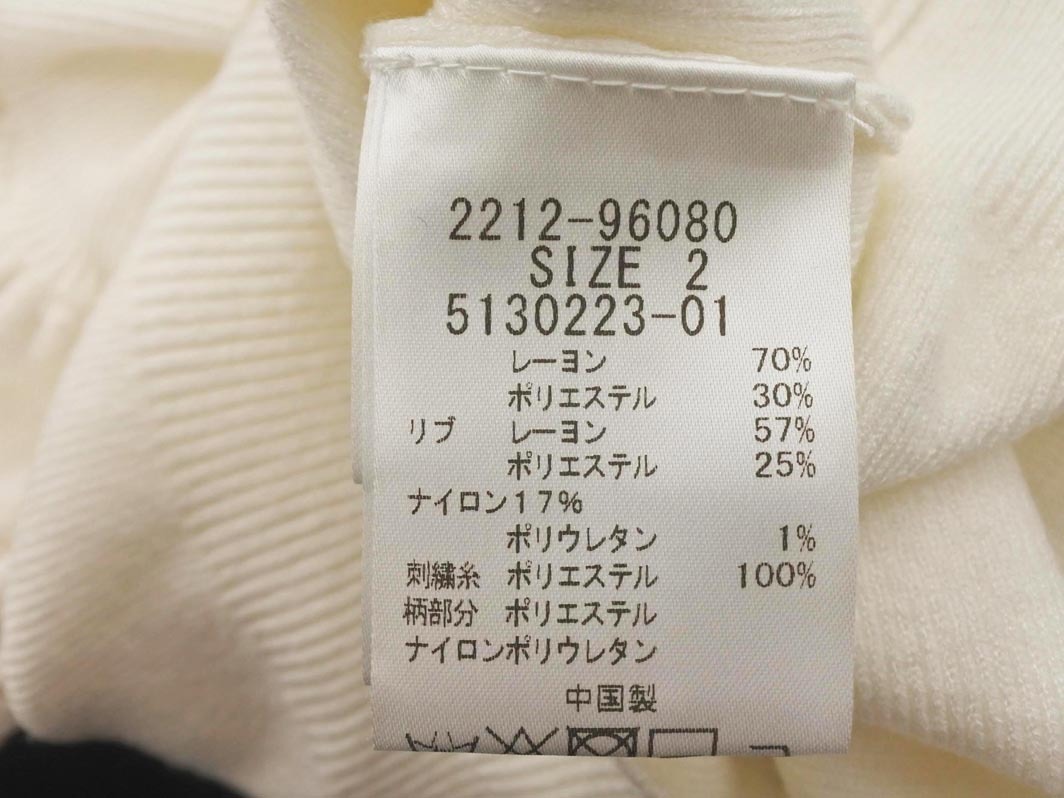 2212-96080
SIZE 2
5130223-01
レーヨン 70%
ポリエステル 30%
リブ レーヨン 57%
ポリエステル 25%
ナイロン17%
ポリウレタン 1%
刺繍糸 ポリエステル 100%
柄部分 ポリエステル
ナイロンポリウレタン
中国製